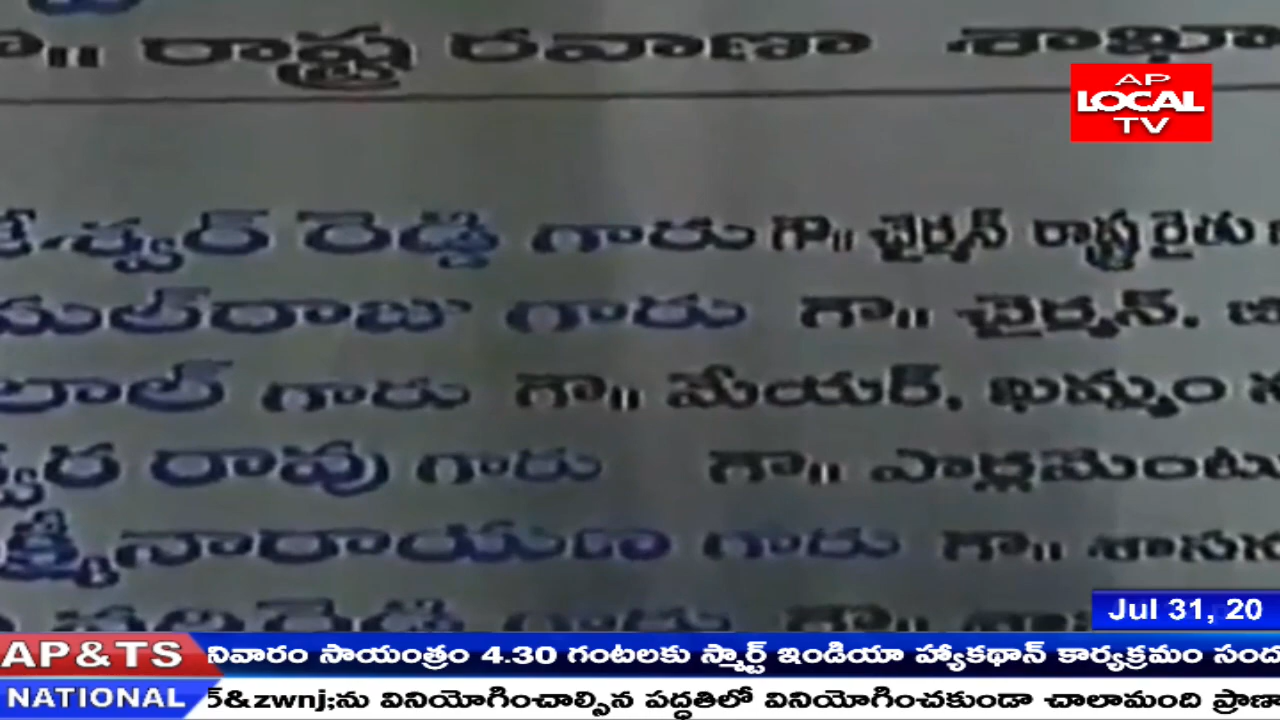 గౌ॥ రాష్ట్ర రవాణా శాఖా
AP
LOCAL
TV
రెడ్డి గారు గౌ॥ ఛైర్మన్ రాష్ట్ర రైతు
గారు గౌ॥ ఛైర్మన్,
లాల్ గారు గౌ॥ మేయర్, ఖమ్మం
శ్వర రావు గారు గౌ॥ పార్లమెంటు
క్ష్మీనారాయణ గారు గౌ॥ శాసన
Jul 31, 20
AP&TS
నివారం సాయంత్రం 4.30 గంటలకు స్మార్ట్ ఇండియా హ్యాకథాన్ కార్యక్రమం సంద
NATIONAL
5&zwnj;ను వినియోగించాల్సిన పద్ధతిలో వినియోగించకుండా చాలామంది ప్రాణా